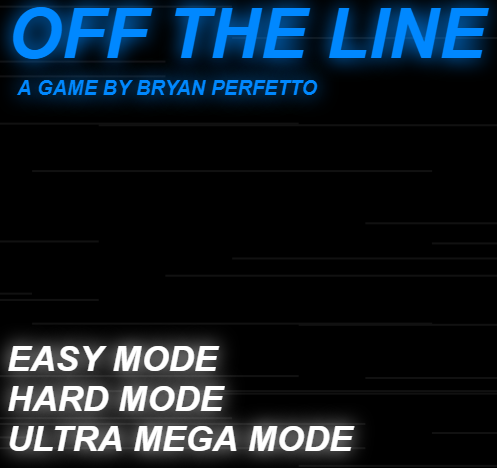 OFF THE LINE
A GAME BY BRYAN PERFETTO
EASY MODE
HARD MODE
ULTRA MEGA MODE